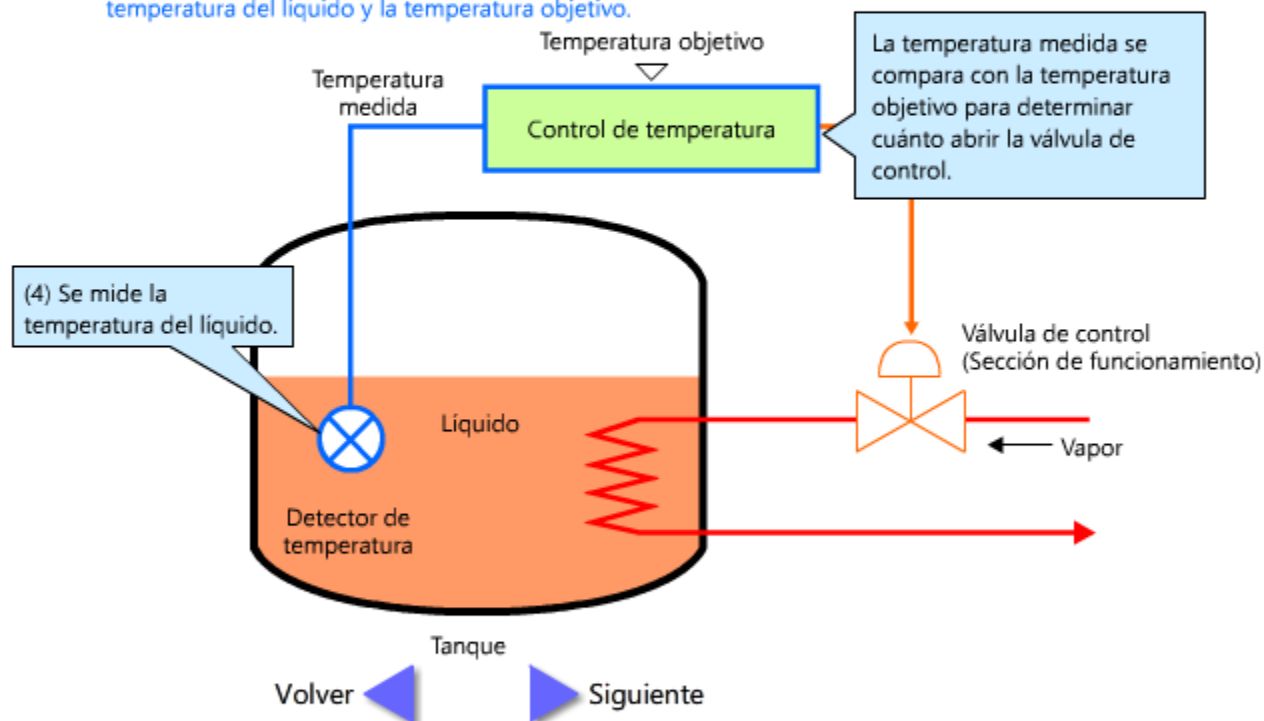 temperatura del líquido y la temperatura objetivo.
Temperatura objetivo
La temperatura medida se
compara con la temperatura
objetivo para determinar
cuánto abrir la válvula de
control.
Temperatura
medida
Control de temperatura
(4) Se mide la
temperatura del líquido.
Válvula de control
(Sección de funcionamiento)
Líquido
Vapor
Detector de
temperatura
Tanque
Volver
Siguiente